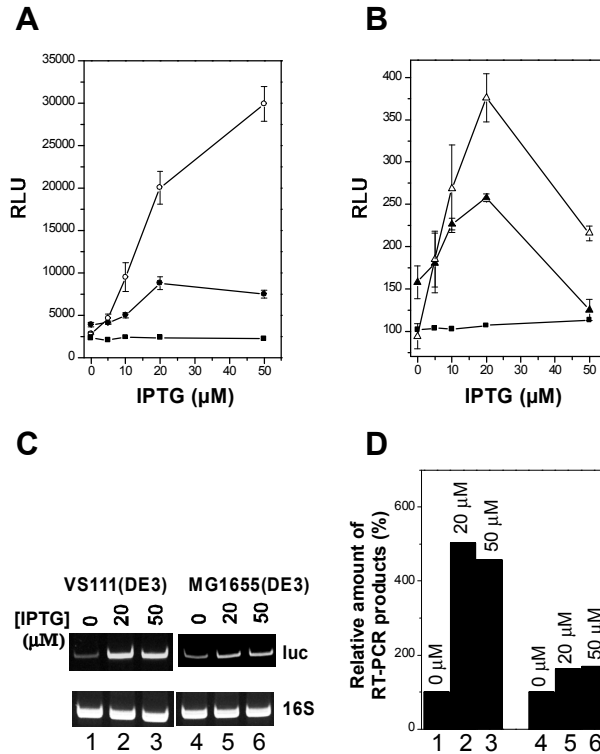 A
B
35000
30000
25000
20000
15000
10000
5000
0
RLU
0 10 20 30 40 50
IPTG (µM)
400
350
300
250
200
150
100
RLU
0 10 20 30 40 50
IPTG (µM)
C
D
VS111(DE3) MG1655(DE3)
[IPTG] 0 20 50 0 20 50
(µM)
luc
16S
1 2 3 4 5 6
Relative amount of
RT-PCR products (%)
600
400
200
0
0 µM
20 µM
50 µM
0 µM
20 µM
50 µM
1 2 3 4 5 6